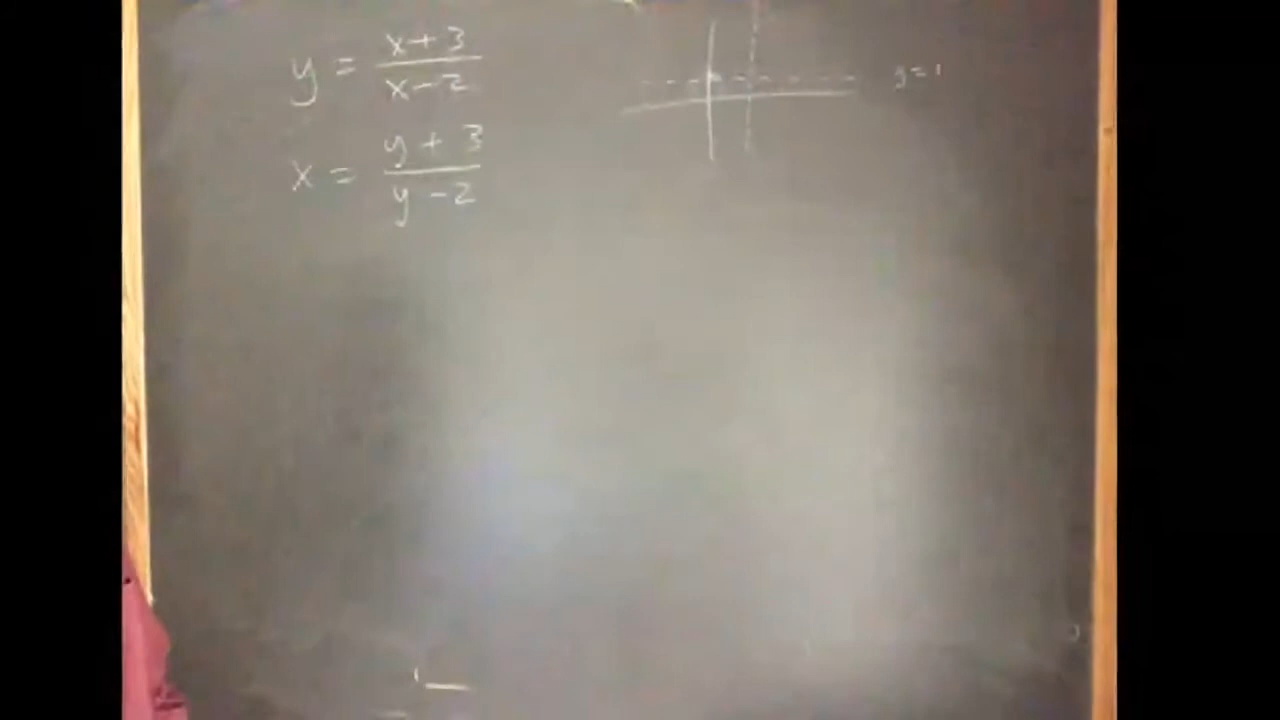 y = x + 3 / x - 2
y = 1
x = y + 3 / y - 2